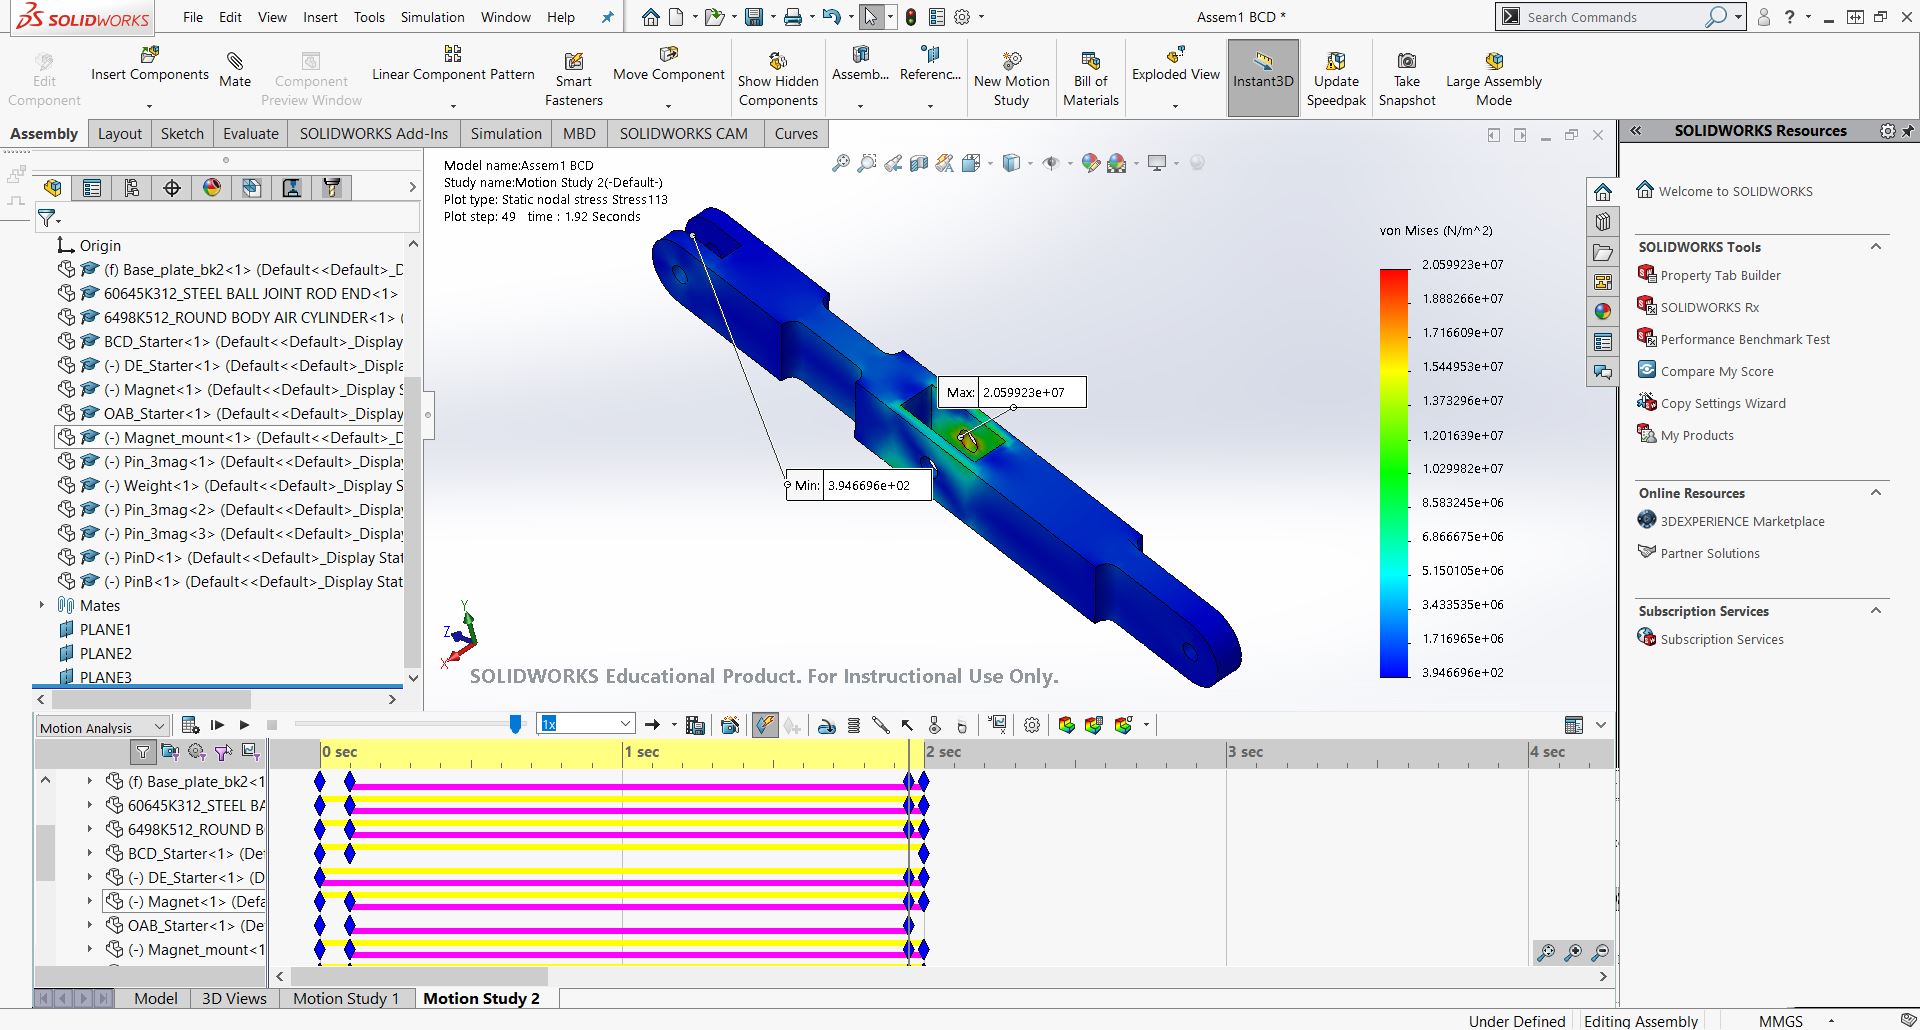 SOLIDWORKS
File Edit View Insert Tools Simulation Window Help
Assem1 BCD *
Search Commands
Edit Component
Insert Components
Mate
Component Preview Window
Linear Component Pattern
Smart Fasteners
Move Component
Show Hidden Components
Assemb...
Referenc...
New Motion Study
Bill of Materials
Exploded View
Instant3D
Update Speedpak
Take Snapshot
Large Assembly Mode
Assembly Layout Sketch Evaluate SOLIDWORKS Add-Ins Simulation MBD SOLIDWORKS CAM Curves
Origin
(f) Base_plate_bk2<1> (Default<<Default>_D
60645K312_STEEL BALL JOINT ROD END<1>
6498K512_ROUND BODY AIR CYLINDER<1> (
BCD_Starter<1> (Default<<Default>_Display
(-) DE_Starter<1> (Default<<Default>_Displa
(-) Magnet<1> (Default<<Default>_Display S
OAB_Starter<1> (Default<<Default>_Display
(-) Magnet_mount<1> (Default<<Default>_D
(-) Pin_3mag<1> (Default<<Default>_Display
(-) Weight<1> (Default<<Default>_Display S
(-) Pin_3mag<2> (Default<<Default>_Display
(-) Pin_3mag<3> (Default<<Default>_Display
(-) PinD<1> (Default<<Default>_Display Stat
(-) PinB<1> (Default<<Default>_Display Stat
Mates
PLANE1
PLANE2
PLANE3
Model name:Assem1 BCD
Study name:Motion Study 2(-Default-)
Plot type: Static nodal stress Stress113
Plot step: 49 time : 1.92 Seconds
Max: 2.059923e+07
Min: 3.946696e+02
von Mises (N/m^2)
2.059923e+07
1.888266e+07
1.716609e+07
1.544953e+07
1.373296e+07
1.201639e+07
1.029982e+07
8.583245e+06
6.866675e+06
5.150105e+06
3.433535e+06
1.716965e+06
3.946696e+02
Y
Z
X
SOLIDWORKS Educational Product. For Instructional Use Only.
SOLIDWORKS Resources
Welcome to SOLIDWORKS
SOLIDWORKS Tools
Property Tab Builder
SOLIDWORKS Rx
Performance Benchmark Test
Compare My Score
Copy Settings Wizard
My Products
Online Resources
3DEXPERIENCE Marketplace
Partner Solutions
Subscription Services
Subscription Services
Motion Analysis
1x
0 sec 1 sec 2 sec 3 sec 4 sec
(f) Base_plate_bk2<1
60645K312_STEEL BA
6498K512_ROUND B
BCD_Starter<1> (De
(-) DE_Starter<1> (D
(-) Magnet<1> (Defa
OAB_Starter<1> (De
(-) Magnet_mount<1
Model 3D Views Motion Study 1 Motion Study 2
Under Defined Editing Assembly MMGS